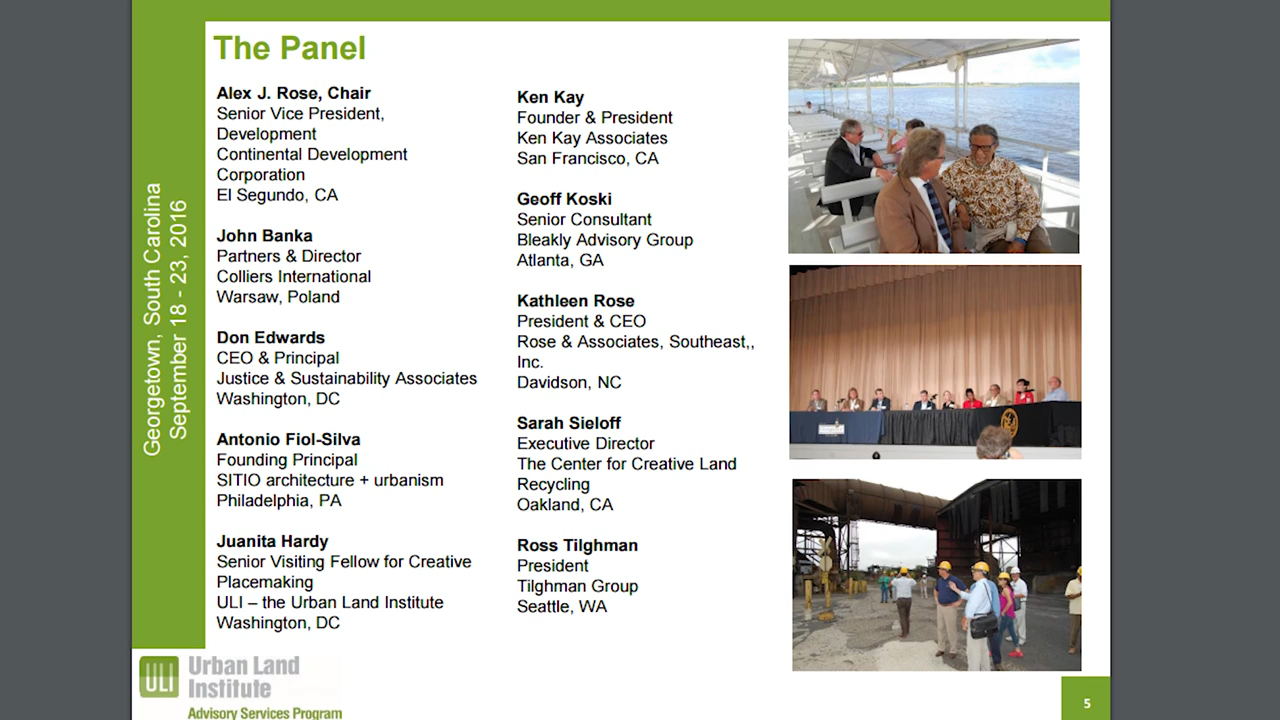 The Panel
Alex J. Rose, Chair
Senior Vice President,
Development
Continental Development
Corporation
El Segundo, CA
John Banka
Partners & Director
Colliers International
Warsaw, Poland
Don Edwards
CEO & Principal
Justice & Sustainability Associates
Washington, DC
Antonio Fiol-Silva
Founding Principal
SITIO architecture + urbanism
Philadelphia, PA
Juanita Hardy
Senior Visiting Fellow for Creative
Placemaking
ULI – the Urban Land Institute
Washington, DC
Ken Kay
Founder & President
Ken Kay Associates
San Francisco, CA
Geoff Koski
Senior Consultant
Bleakly Advisory Group
Atlanta, GA
Kathleen Rose
President & CEO
Rose & Associates, Southeast,,
Inc.
Davidson, NC
Sarah Sieloff
Executive Director
The Center for Creative Land
Recycling
Oakland, CA
Ross Tilghman
President
Tilghman Group
Seattle, WA
Georgetown, South Carolina
September 18 - 23, 2016
ULI
Urban Land
Institute
Advisory Services Program
5